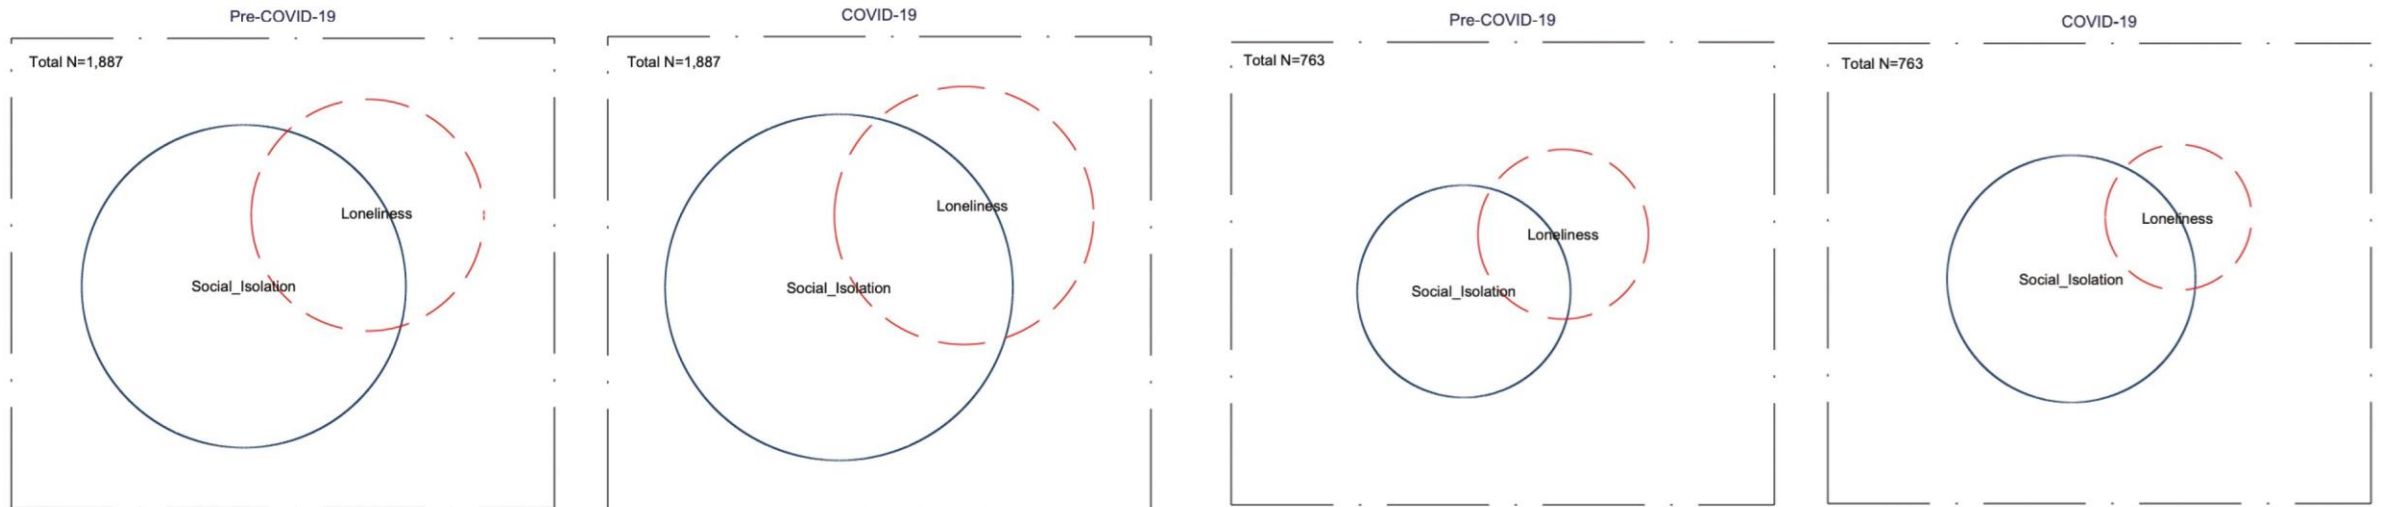 Pre-COVID-19
Total N=1,887
Loneliness
Social_Isolation
COVID-19
Total N=1,887
Loneliness
Social_Isolation
Pre-COVID-19
Total N=763
Loneliness
Social_Isolation
COVID-19
Total N=763
Loneliness
Social_Isolation